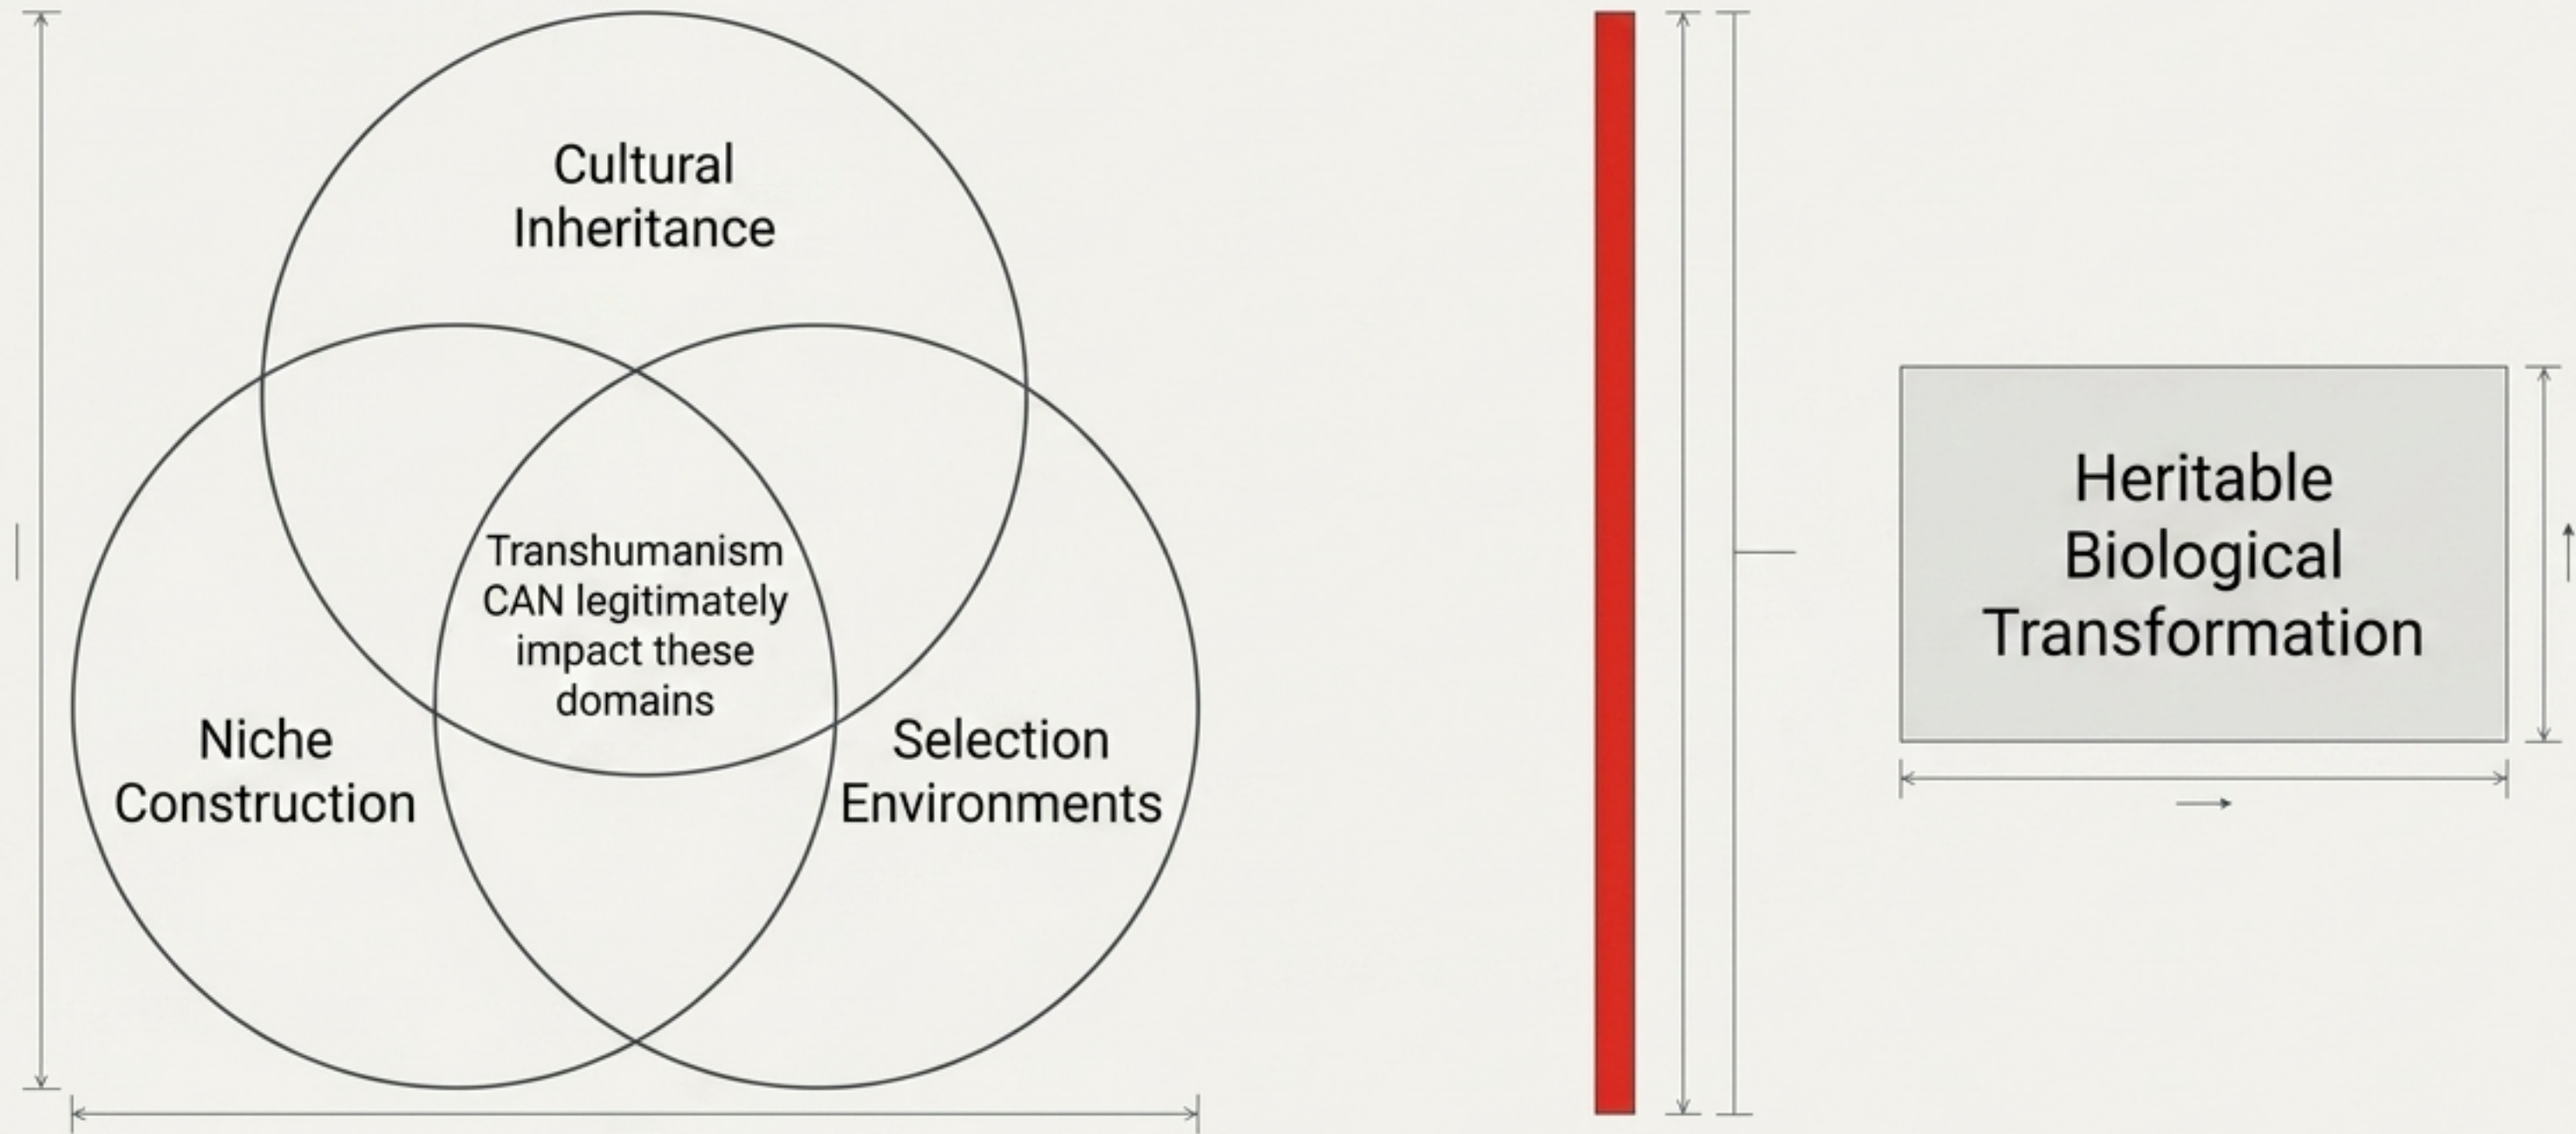 Cultural
Inheritance
Transhumanism
CAN legitimately
impact these
domains
Niche
Construction
Selection
Environments
Heritable
Biological
Transformation